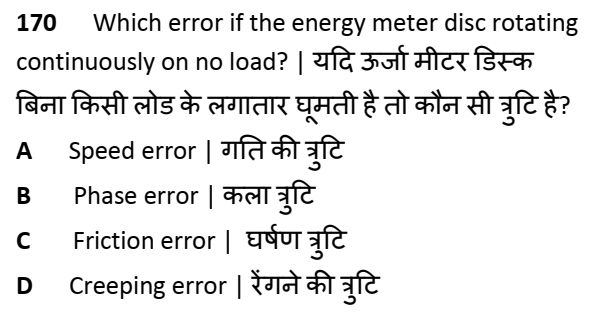 170 Which error if the energy meter disc rotating
continuously on no load? | यदि ऊर्जा मीटर डिस्क
बिना किसी लोड के लगातार घूमती है तो कौन सी त्रुटि है?
A Speed error | गति की त्रुटि
B Phase error | कला त्रुटि
C Friction error | घर्षण त्रुटि
D Creeping error | रेंगने की त्रुटि